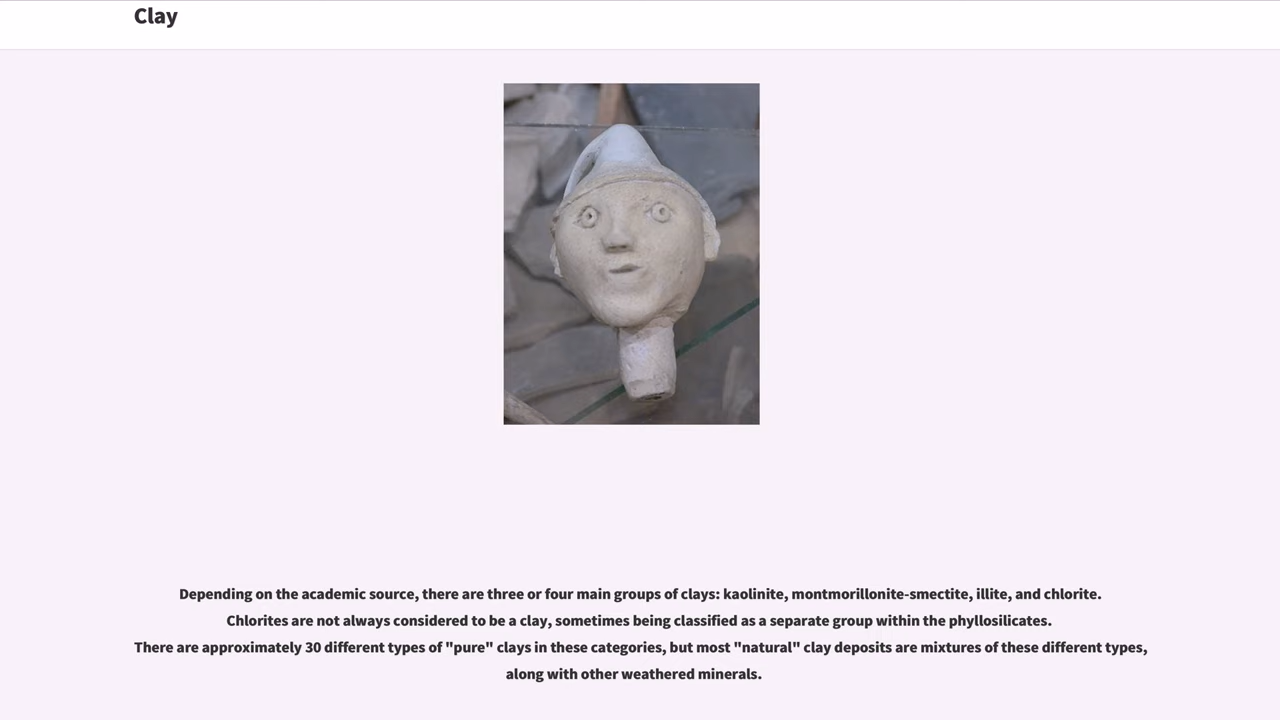 Clay
Depending on the academic source, there are three or four main groups of clays: kaolinite, montmorillonite-smectite, illite, and chlorite.
Chlorites are not always considered to be a clay, sometimes being classified as a separate group within the phyllosilicates.
There are approximately 30 different types of "pure" clays in these categories, but most "natural" clay deposits are mixtures of these different types,
along with other weathered minerals.